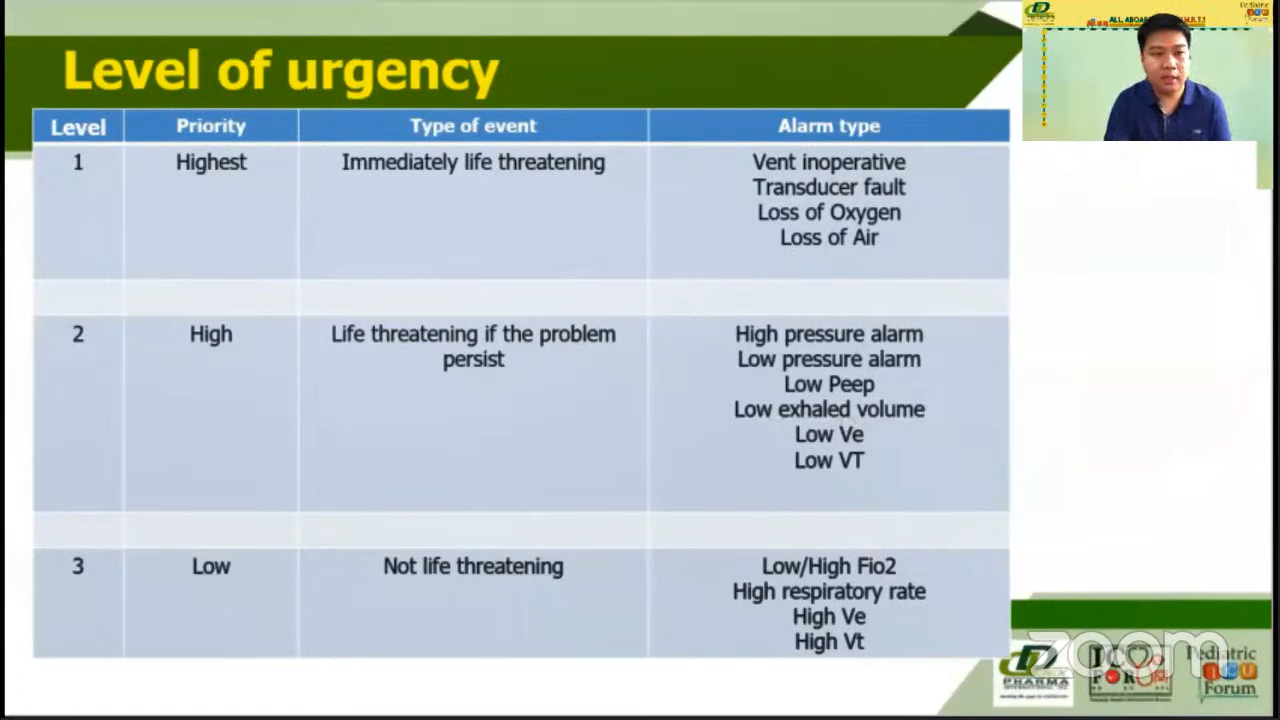 Level of urgency
Level Priority Type of event Alarm type
1 Highest Immediately life threatening Vent inoperative
Transducer fault
Loss of Oxygen
Loss of Air
2 High Life threatening if the problem High pressure alarm
persist Low pressure alarm
Low Peep
Low exhaled volume
Low Ve
Low VT
3 Low Not life threatening Low/High Fio2
High respiratory rate
High Ve
High Vt
zoom
PHARMA
Pediatric
Forum